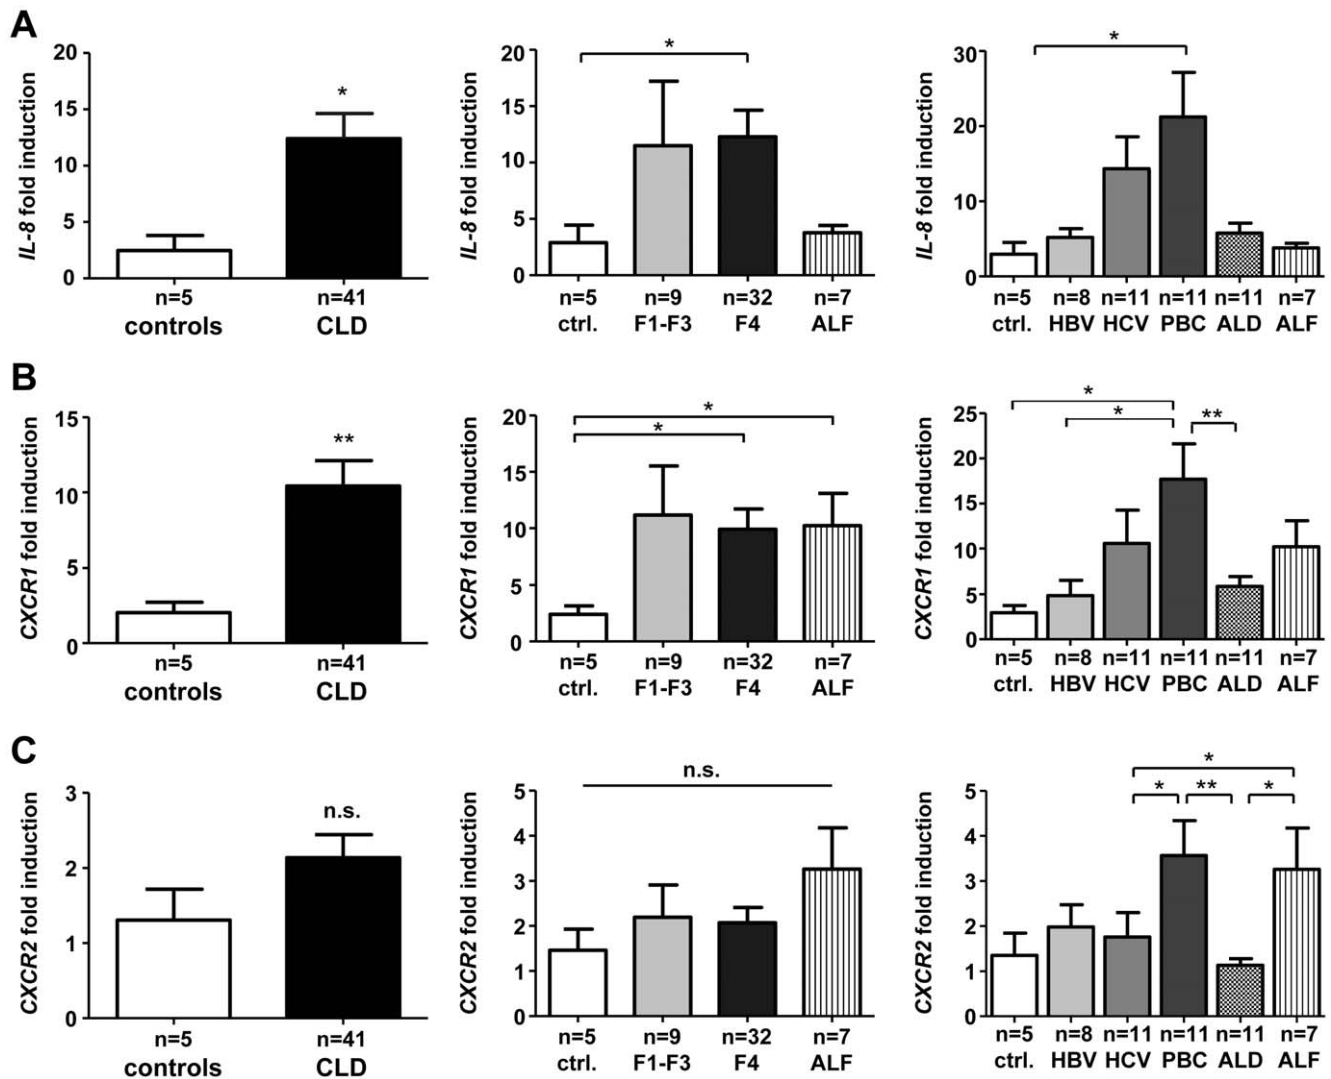 A
IL-8 fold induction
20
15
10
5
0
*
n=5
n=41
controls
CLD
IL-8 fold induction
20
15
10
5
0
*
n=5
n=9
n=32
n=7
ctrl.
F1-F3
F4
ALF
IL-8 fold induction
30
20
10
0
*
n=5
n=8
n=11
n=11
n=11
n=7
ctrl.
HBV
HCV
PBC
ALD
ALF
B
CXCR1 fold induction
15
10
5
0
**
n=5
n=41
controls
CLD
CXCR1 fold induction
20
15
10
5
0
*
*
n=5
n=9
n=32
n=7
ctrl.
F1-F3
F4
ALF
CXCR1 fold induction
25
20
15
10
5
0
*
*
**
n=5
n=8
n=11
n=11
n=11
n=7
ctrl.
HBV
HCV
PBC
ALD
ALF
C
CXCR2 fold induction
3
2
1
0
n.s.
n=5
n=41
controls
CLD
CXCR2 fold induction
5
4
3
2
1
0
n.s.
n=5
n=9
n=32
n=7
ctrl.
F1-F3
F4
ALF
CXCR2 fold induction
5
4
3
2
1
0
*
*
**
*
n=5
n=8
n=11
n=11
n=11
n=7
ctrl.
HBV
HCV
PBC
ALD
ALF